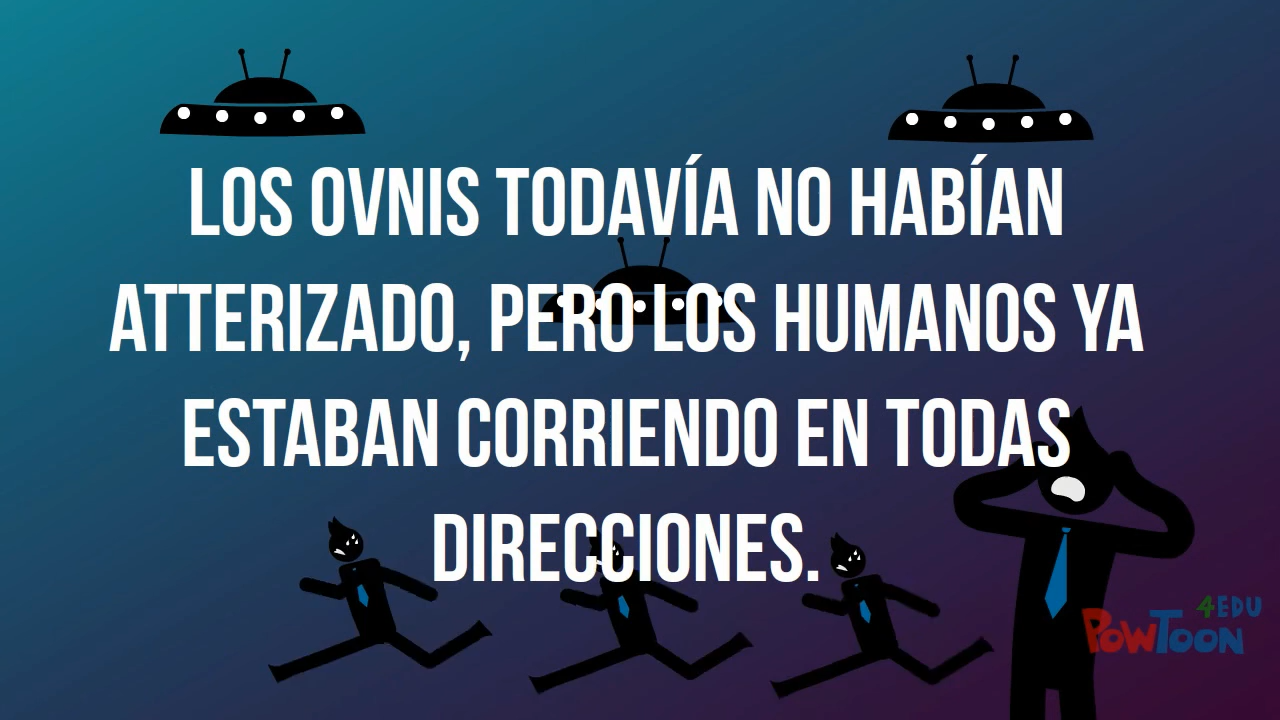 LOS OVNIS TODAVÍA NO HABÍAN
ATTERIZADO, PERO LOS HUMANOS YA
ESTABAN CORRIENDO EN TODAS
DIRECCIONES.
4EDU
POWTOON